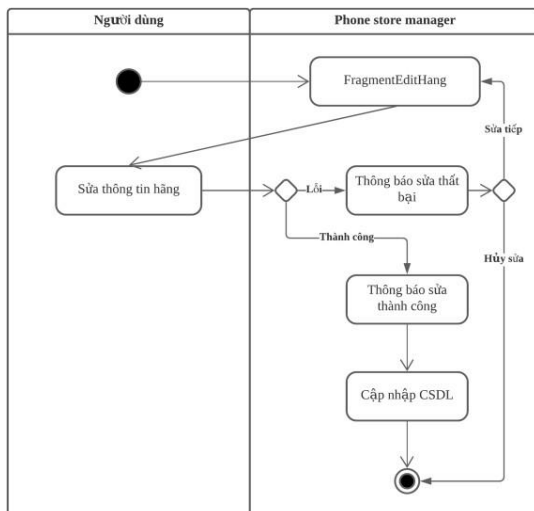 Người dùng
Phone store manager
FragmentEditHang
Sửa tiếp
Sửa thông tin hãng
Lỗi
Thông báo sửa thất
bại
Thành công
Hủy sửa
Thông báo sửa
thành công
Cập nhập CSDL